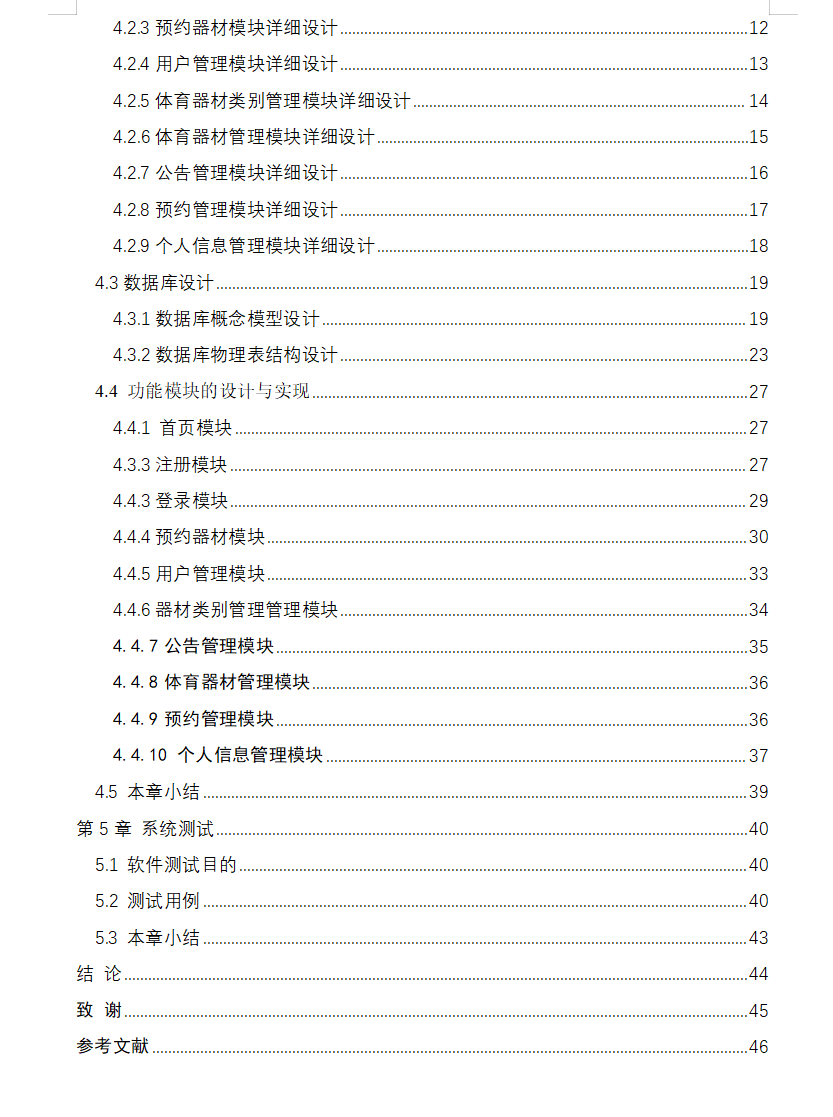 4.2.3 预约器材模块详细设计 12
4.2.4 用户管理模块详细设计 13
4.2.5 体育器材类别管理模块详细设计 14
4.2.6 体育器材管理模块详细设计 15
4.2.7 公告管理模块详细设计 16
4.2.8 预约管理模块详细设计 17
4.2.9 个人信息管理模块详细设计 18
4.3 数据库设计 19
4.3.1 数据库概念模型设计 19
4.3.2 数据库物理表结构设计 23
4.4 功能模块的设计与实现 27
4.4.1 首页模块 27
4.3.3 注册模块 27
4.4.3 登录模块 29
4.4.4 预约器材模块 30
4.4.5 用户管理模块 33
4.4.6 器材类别管理管理模块 34
4.4.7 公告管理模块 35
4.4.8 体育器材管理模块 36
4.4.9 预约管理模块 36
4.4.10 个人信息管理模块 37
4.5 本章小结 39
第 5 章 系统测试 40
5.1 软件测试目的 40
5.2 测试用例 40
5.3 本章小结 43
结 论 44
致 谢 45
参考文献 46